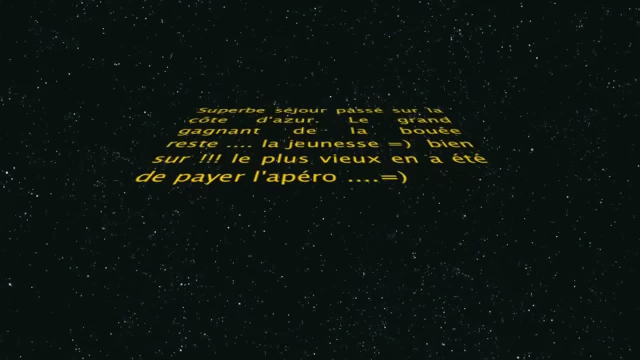 Superbe séjour passé sur la
côte d'azur. Le grand
gagnant de la bouée
reste .... la jeunesse =) bien
sur !!! le plus vieux en a été
de payer l'apéro ....=)